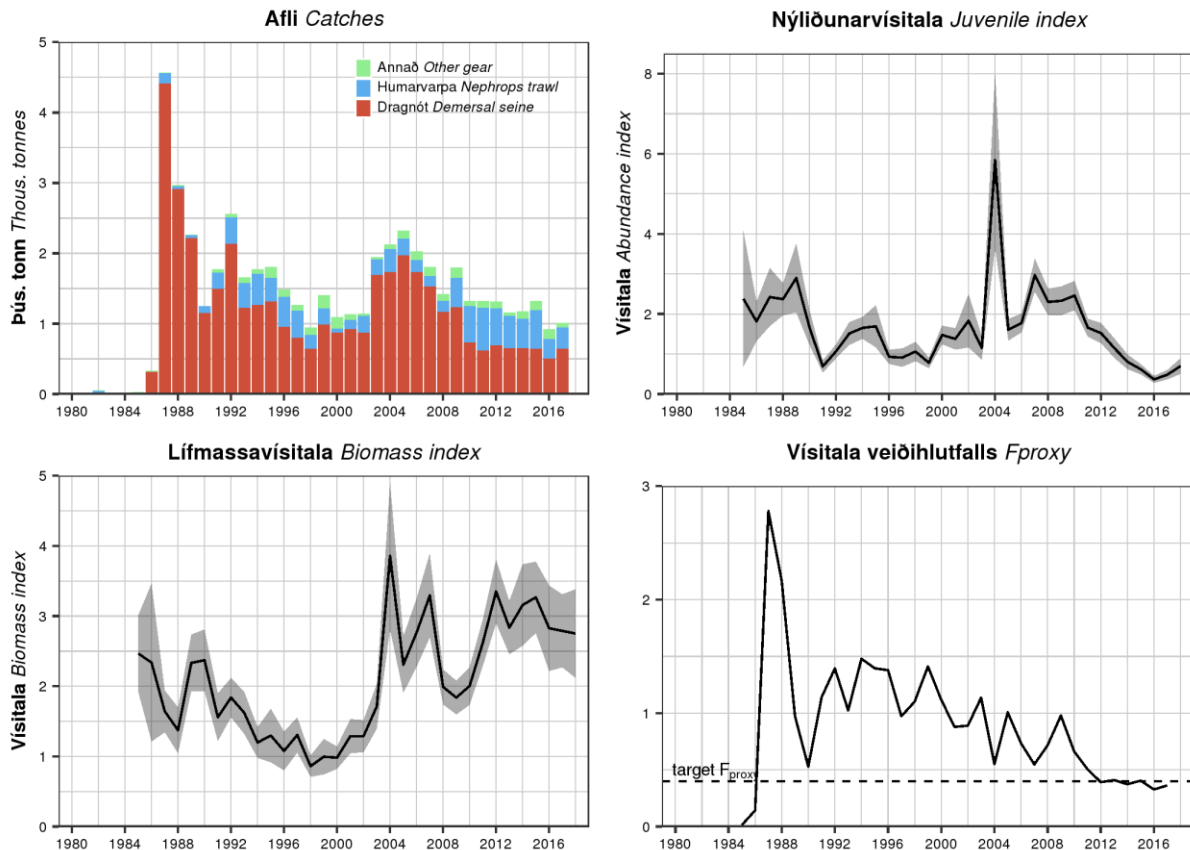 Afli Catches
Þús. tonn Thous. tonnes
5
4
3
2
1
0
Annað Other gear
Humarvarpa Nephrops trawl
Dragnót Demersal seine
1980 1984 1988 1992 1996 2000 2004 2008 2012 2016
Nýliðunarvísitala Juvenile index
Vísitala Abundance index
8
6
4
2
0
1980 1984 1988 1992 1996 2000 2004 2008 2012 2016
Lífmassavísitala Biomass index
Vísitala Biomass index
5
4
3
2
1
0
1980 1984 1988 1992 1996 2000 2004 2008 2012 2016
Vísitala veiðihlutfalls Fproxy
3
2
1
0
target Fproxy
1980 1984 1988 1992 1996 2000 2004 2008 2012 2016